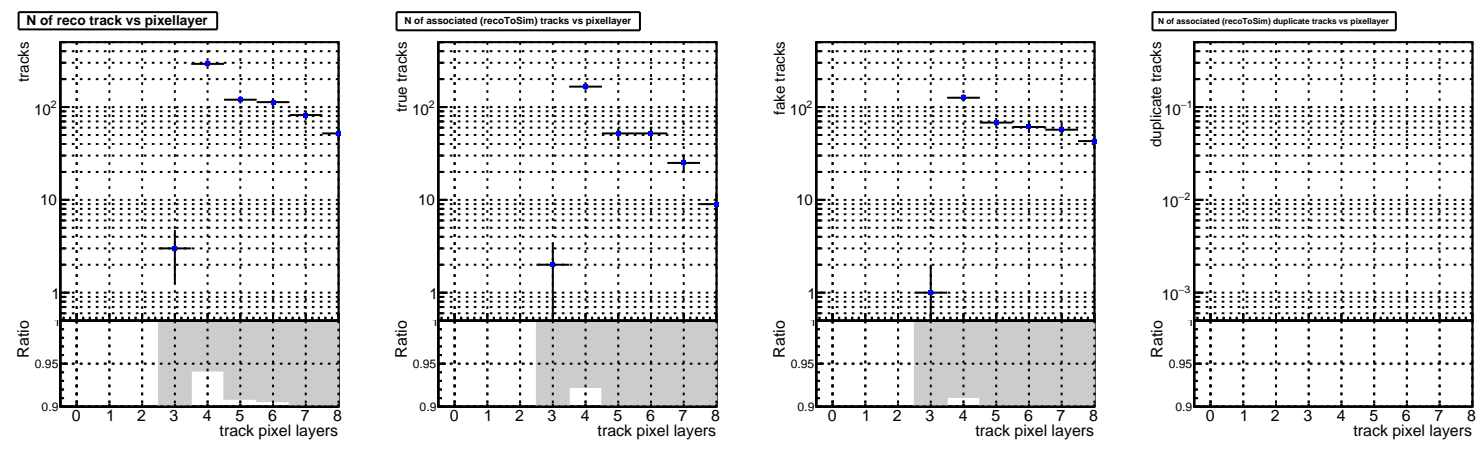 N of reco track vs pixellayer
tracks
10²
10
1
Ratio
1
0.95
0.9
0 1 2 3 4 5 6 7 8
track pixel layers
N of associated (recoToSim) tracks vs pixellayer
true tracks
10²
10
1
Ratio
1
0.95
0.9
0 1 2 3 4 5 6 7 8
track pixel layers
fake tracks
10²
10
1
Ratio
1
0.95
0.9
0 1 2 3 4 5 6 7 8
track pixel layers
N of associated (recoToSim) duplicate tracks vs pixellayer
duplicate tracks
10⁻¹
10⁻²
10⁻³
Ratio
1
0.95
0.9
0 1 2 3 4 5 6 7 8
track pixel layers